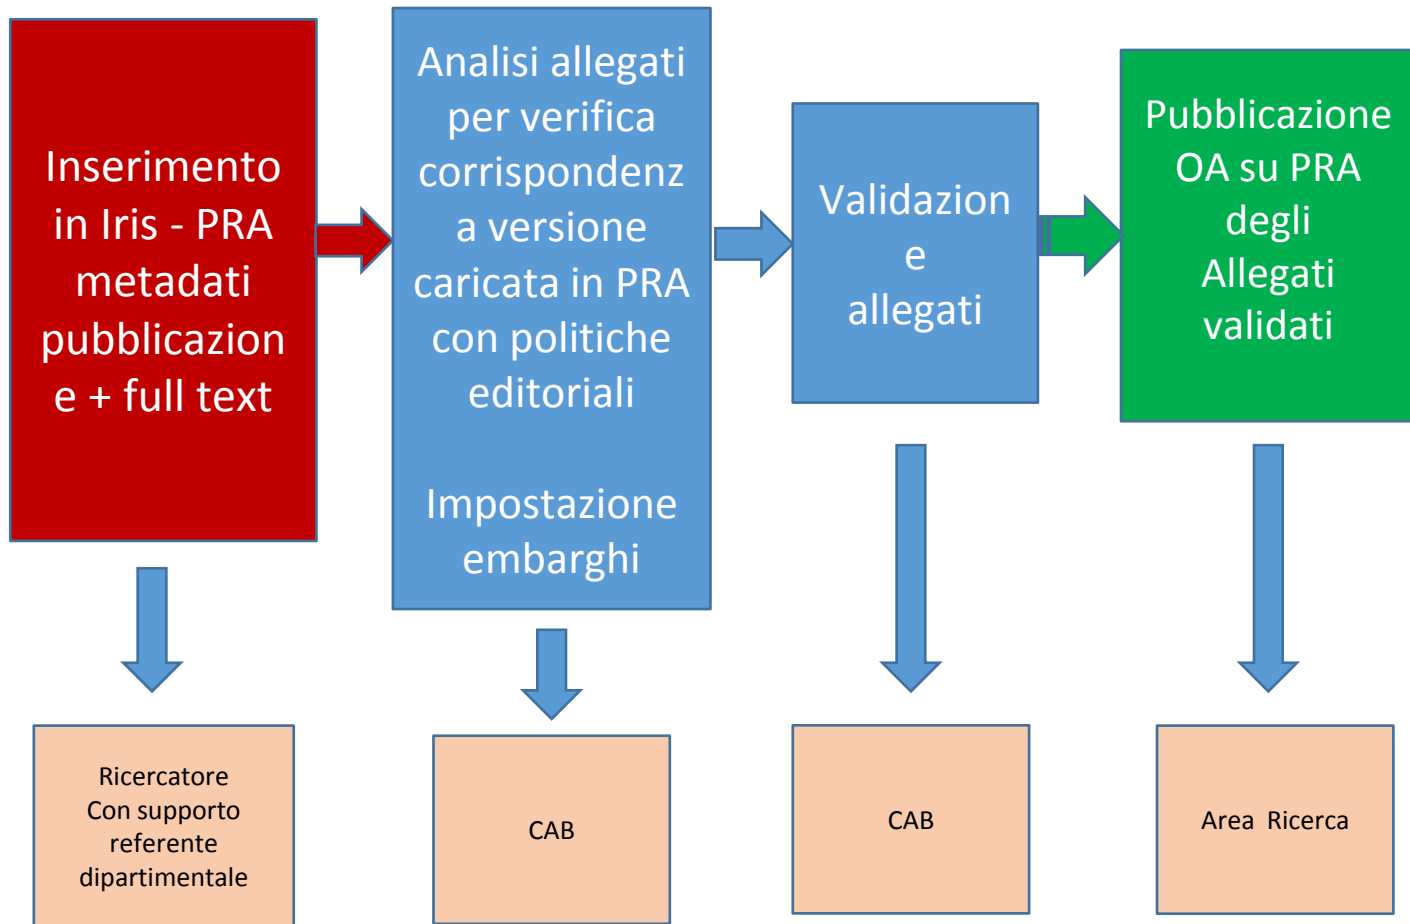 Inserimento
in Iris - PRA
metadati
pubblicazion
e + full text
Analisi allegati
per verifica
corrispondenz
a versione
caricata in PRA
con politiche
editoriali
Impostazione
embarghi
Validazion
e
allegati
Pubblicazione
OA su PRA
degli
Allegati
validati
Ricercatore
Con supporto
referente
dipartimentale
CAB
CAB
Area Ricerca